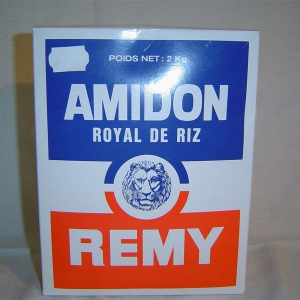 POIDS NET : 2 Kg
AMIDON
ROYAL DE RIZ
REMY